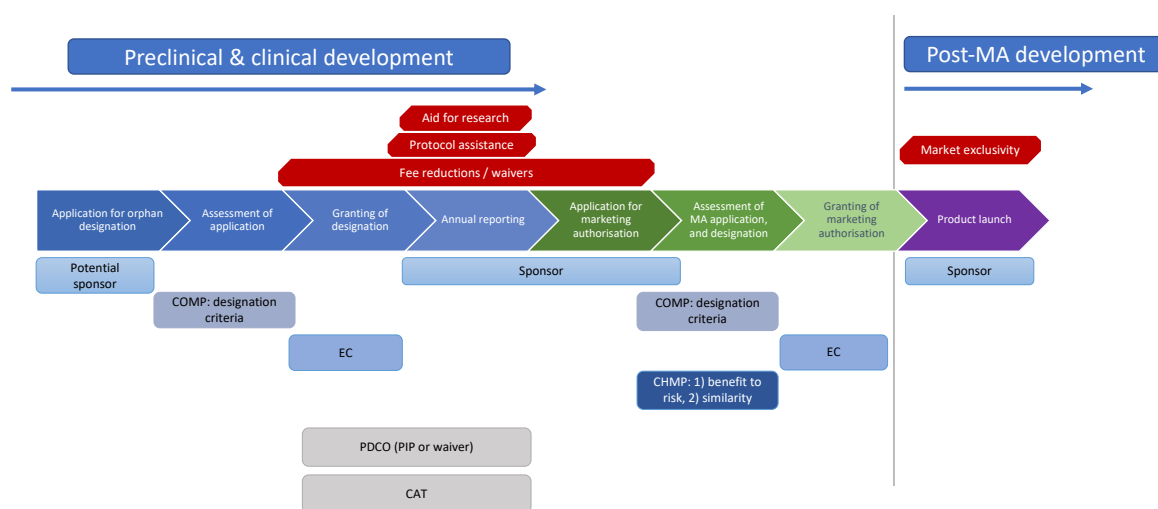 Preclinical & clinical development
Post-MA development
Aid for research
Protocol assistance
Market exclusivity
Fee reductions / waivers
Application for orphan
designation
Assessment of
application
Granting of
designation
Annual reporting
Application for
marketing
authorisation
Assessment of
MA application,
and designation
Granting of
marketing
authorisation
Product launch
Potential
sponsor
Sponsor
Sponsor
COMP: designation
criteria
COMP: designation
criteria
EC
EC
CHMP: 1) benefit to
risk, 2) similarity
PDCO (PIP or waiver)
CAT